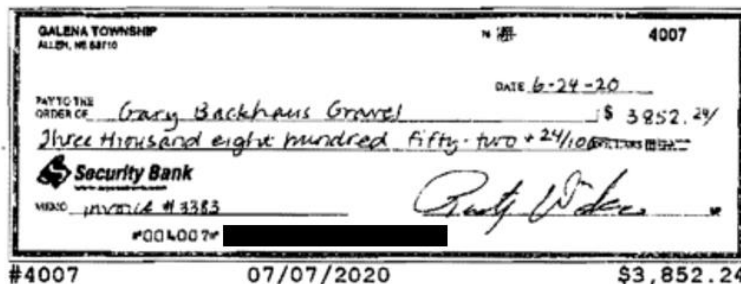 GALENA TOWNSHIP
ALLEN, NE 68710
4007
DATE 6-24-20
PAY TO THE
ORDER OF Gary Backhaus Gravel $ 3852.24/
Three thousand eight hundred fifty-two + 24/100 DOLLARS
Security Bank
MEMO invoice # 3383
⑈004007⑈
#4007 07/07/2020 $3,852.24